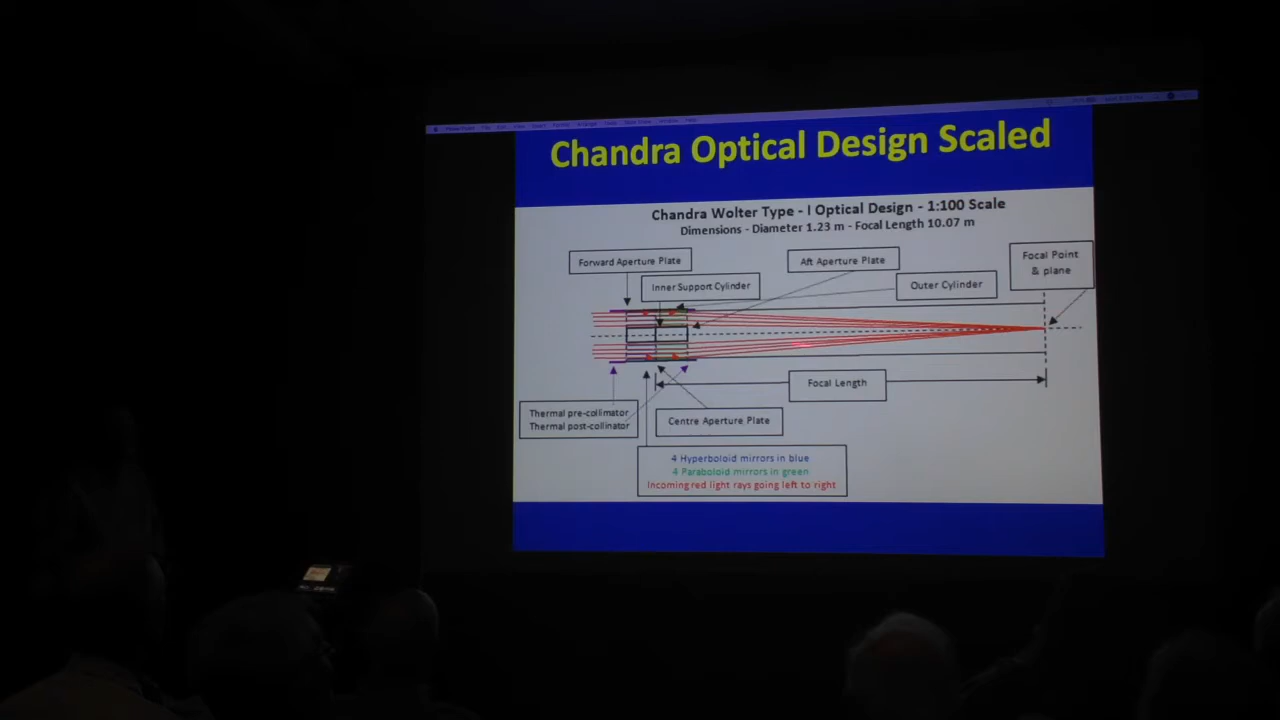 Chandra Optical Design Scaled
Chandra Wolter Type - I Optical Design - 1:100 Scale
Dimensions - Diameter 1.23 m - Focal Length 10.07 m
Forward Aperture Plate
Inner Support Cylinder
Aft Aperture Plate
Outer Cylinder
Focal Point
& plane
Focal Length
Thermal pre-collimator
Thermal post-collinator
Centre Aperture Plate
4 Hyperboloid mirrors in blue
4 Paraboloid mirrors in green
Incoming red light rays going left to right